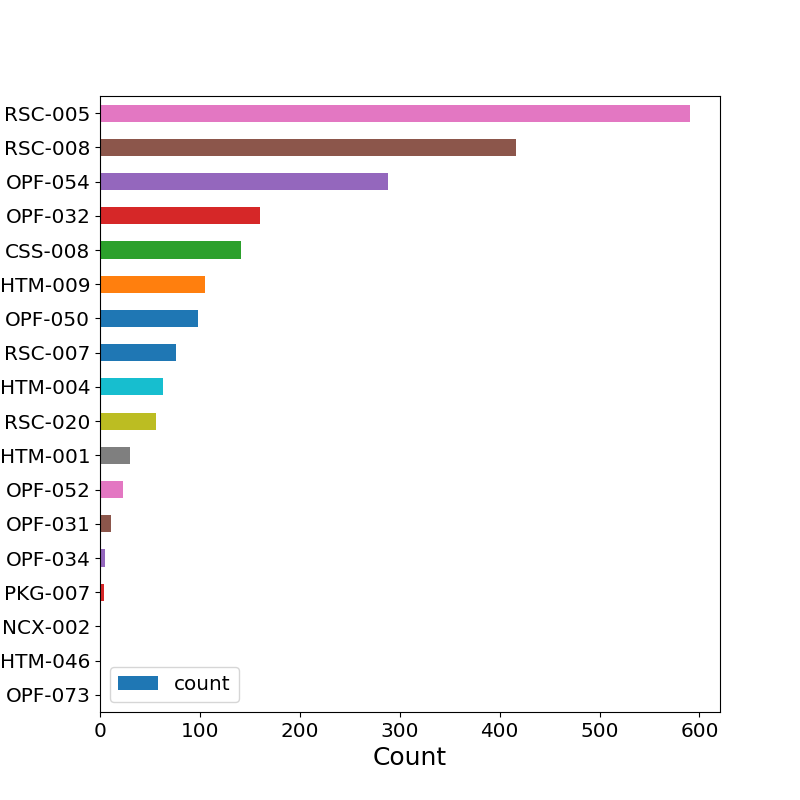 RSC-005
RSC-008
OPF-054
OPF-032
CSS-008
HTM-009
OPF-050
RSC-007
HTM-004
RSC-020
HTM-001
OPF-052
OPF-031
OPF-034
PKG-007
NCX-002
HTM-046
OPF-073
count
0 100 200 300 400 500 600
Count